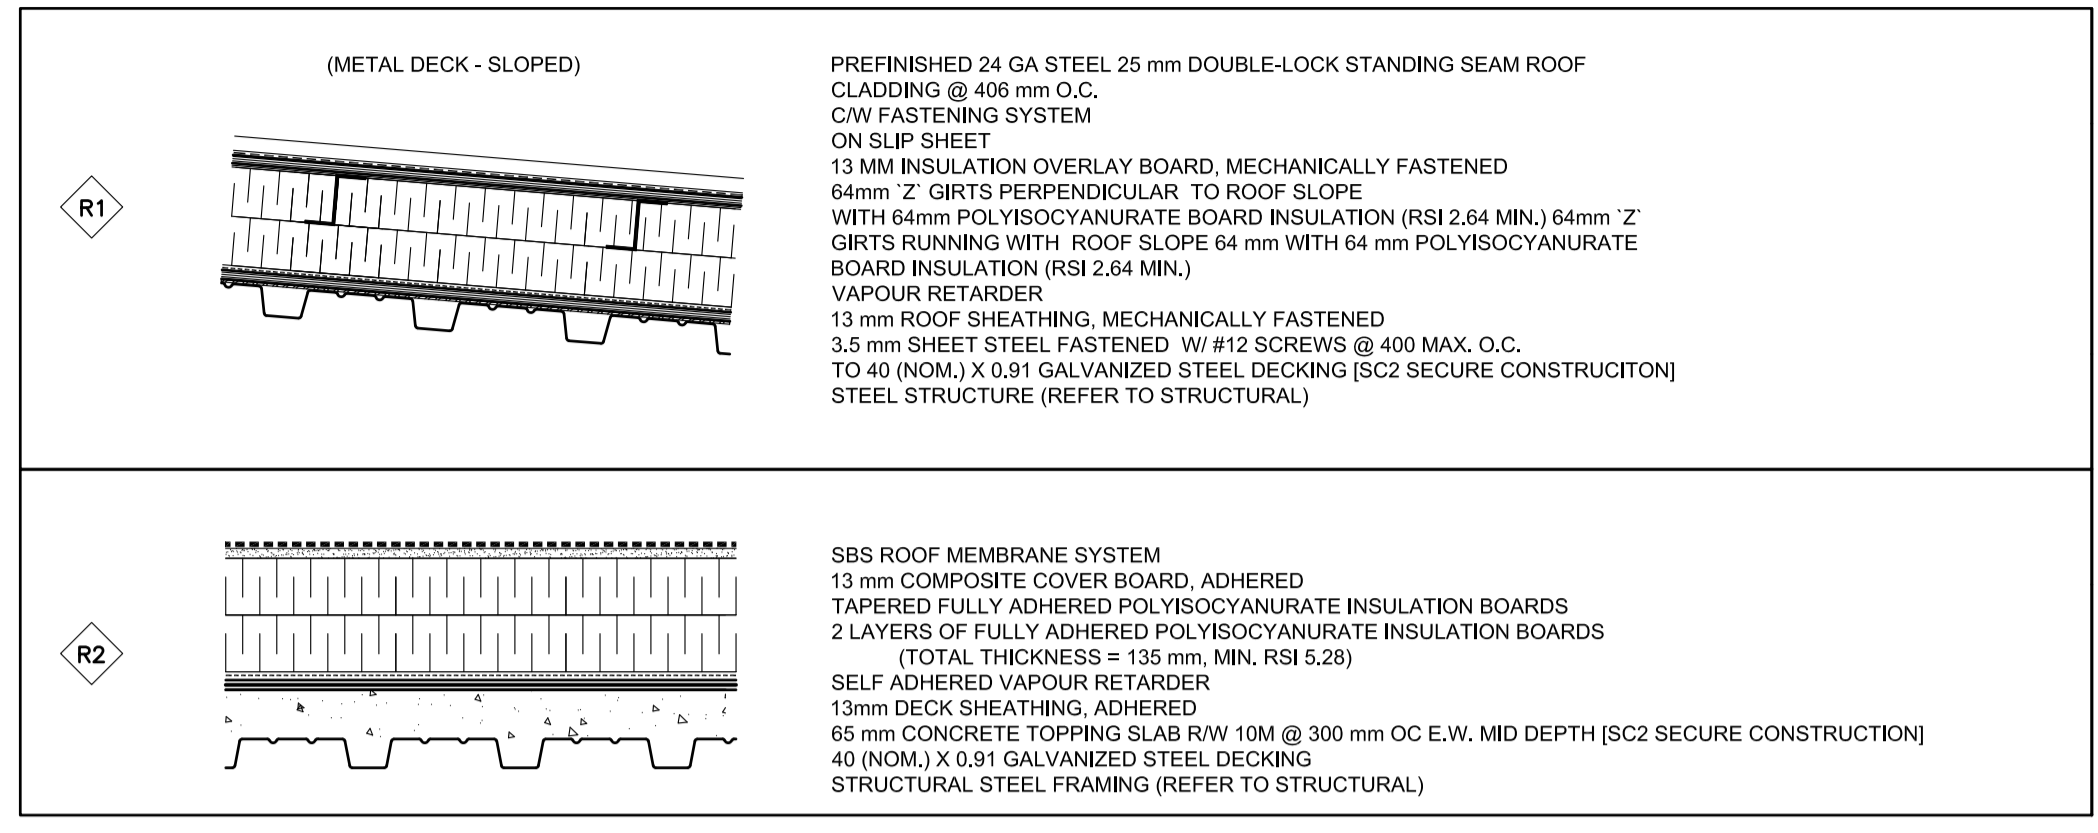 (METAL DECK - SLOPED)
R1
PREFINISHED 24 GA STEEL 25 mm DOUBLE-LOCK STANDING SEAM ROOF
CLADDING @ 406 mm O.C.
C/W FASTENING SYSTEM
ON SLIP SHEET
13 MM INSULATION OVERLAY BOARD, MECHANICALLY FASTENED
64mm `Z` GIRTS PERPENDICULAR  TO ROOF SLOPE
WITH 64mm POLYISOCYANURATE BOARD INSULATION (RSI 2.64 MIN.) 64mm `Z`
GIRTS RUNNING WITH  ROOF SLOPE 64 mm WITH 64 mm POLYISOCYANURATE
BOARD INSULATION (RSI 2.64 MIN.)
VAPOUR RETARDER
13 mm ROOF SHEATHING, MECHANICALLY FASTENED
3.5 mm SHEET STEEL FASTENED  W/ #12 SCREWS @ 400 MAX. O.C.
TO 40 (NOM.) X 0.91 GALVANIZED STEEL DECKING [SC2 SECURE CONSTRUCITON]
STEEL STRUCTURE (REFER TO STRUCTURAL)
R2
SBS ROOF MEMBRANE SYSTEM
13 mm COMPOSITE COVER BOARD, ADHERED
TAPERED FULLY ADHERED POLYISOCYANURATE INSULATION BOARDS
2 LAYERS OF FULLY ADHERED POLYISOCYANURATE INSULATION BOARDS
(TOTAL THICKNESS = 135 mm, MIN. RSI 5.28)
SELF ADHERED VAPOUR RETARDER
13mm DECK SHEATHING, ADHERED
65 mm CONCRETE TOPPING SLAB R/W 10M @ 300 mm OC E.W. MID DEPTH [SC2 SECURE CONSTRUCTION]
40 (NOM.) X 0.91 GALVANIZED STEEL DECKING
STRUCTURAL STEEL FRAMING (REFER TO STRUCTURAL)